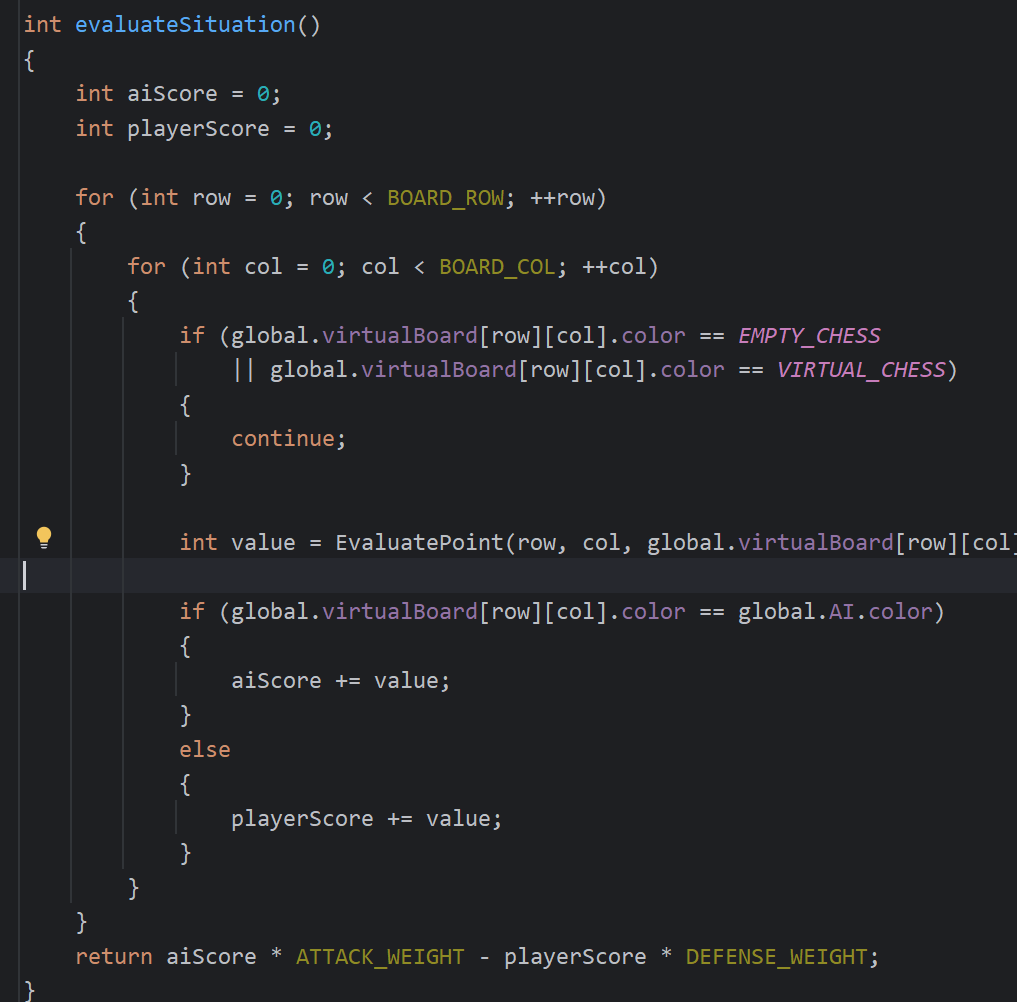 int evaluateSituation()
{
    int aiScore = 0;
    int playerScore = 0;

    for (int row = 0; row < BOARD_ROW; ++row)
    {
        for (int col = 0; col < BOARD_COL; ++col)
        {
            if (global.virtualBoard[row][col].color == EMPTY_CHESS
                || global.virtualBoard[row][col].color == VIRTUAL_CHESS)
            {
                continue;
            }

            int value = EvaluatePoint(row, col, global.virtualBoard[row][col]

            if (global.virtualBoard[row][col].color == global.AI.color)
            {
                aiScore += value;
            }
            else
            {
                playerScore += value;
            }
        }
    }
    return aiScore * ATTACK_WEIGHT - playerScore * DEFENSE_WEIGHT;
}